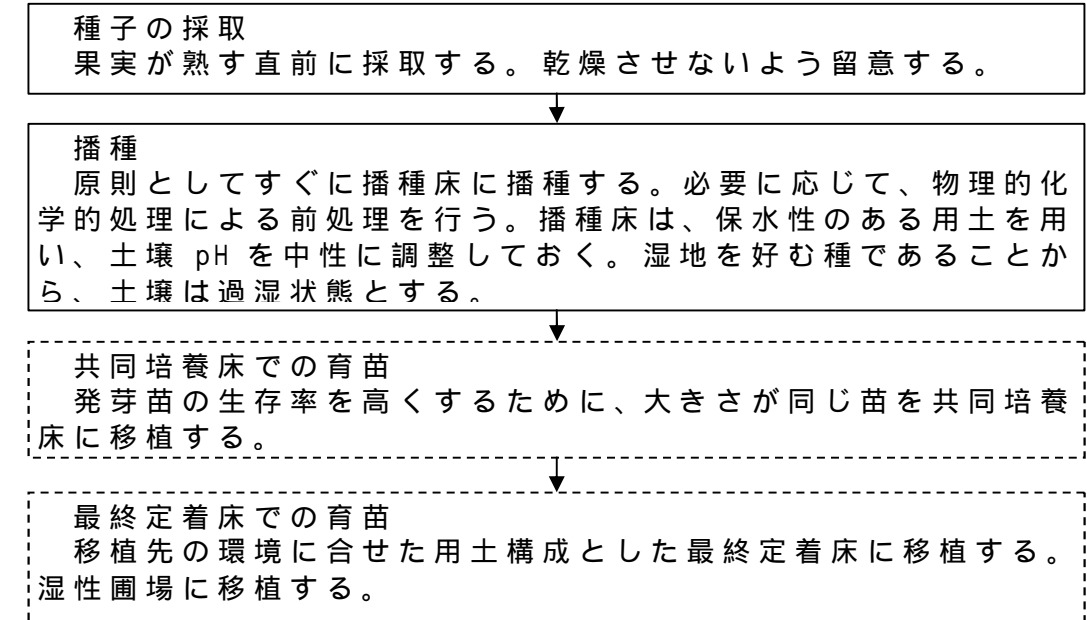 種子の採取
果実が熟す直前に採取する。乾燥させないよう留意する。
播種
原則としてすぐに播種床に播種する。必要に応じて、物理的化
学的処理による前処理を行う。播種床は、保水性のある用土を用
い、土壌 pH を中性に調整しておく。湿地を好む種であることか
ら、土壌は過湿状態とする。
共同培養床での育苗
発芽苗の生存率を高くするために、大きさが同じ苗を共同培養
床に移植する。
最終定着床での育苗
移植先の環境に合せた用土構成とした最終定着床に移植する。
湿性圃場に移植する。